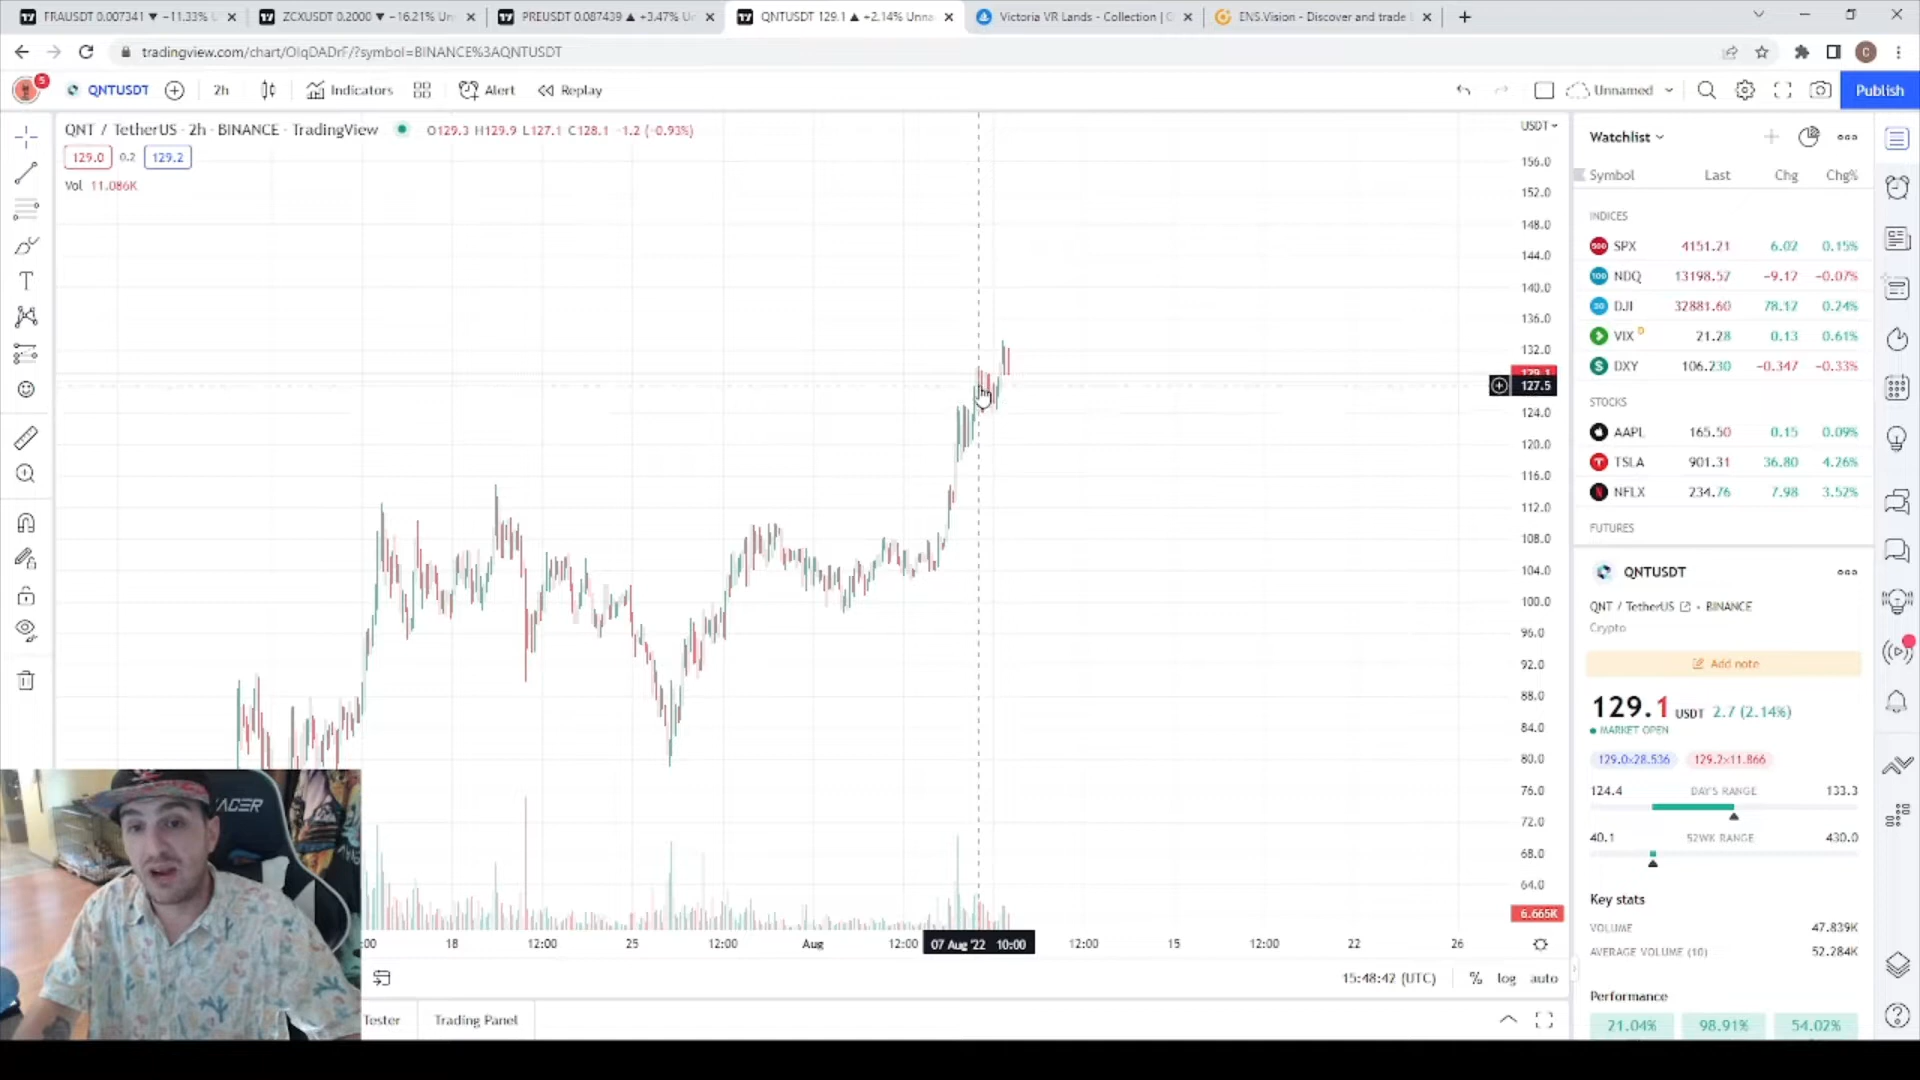 FRAUSDT 0.007341 ▼ −11.33% U
ZCXUSDT 0.2000 ▼ −16.21% Un
PREUSDT 0.087439 ▲ +3.47% U
QNTUSDT 129.1 ▲ +2.14% Unna
Victoria VR Lands - Collection | C
ENS.Vision - Discover and trade
tradingview.com/chart/OlqDADrF/?symbol=BINANCE%3AQNTUSDT
C
5
QNTUSDT
2h
Indicators
Alert
Replay
Unnamed
Publish
QNT / TetherUS · 2h · BINANCE · TradingView
O129.3 H129.9 L127.1 C128.1 −1.2 (−0.93%)
129.0
0.2
129.2
Vol 11.086K
USDT
156.0
152.0
148.0
144.0
140.0
136.0
132.0
129.1
127.5
124.0
120.0
116.0
112.0
108.0
104.0
100.0
96.0
92.0
88.0
84.0
80.0
76.0
72.0
68.0
64.0
6.665K
:00
18
12:00
25
12:00
Aug
12:00
07 Aug '22 10:00
12:00
15
12:00
22
26
15:48:42 (UTC)
%
log
auto
Tester
Trading Panel
Watchlist
Symbol Last Chg Chg%
INDICES
SPX 4151.21 6.02 0.15%
NDQ 13198.57 −9.12 −0.07%
DJI 32881.60 78.17 0.24%
VIX D 21.28 0.13 0.61%
DXY 106.230 −0.347 −0.33%
STOCKS
AAPL 165.50 0.15 0.09%
TSLA 901.31 36.80 4.26%
NFLX 234.76 7.98 3.52%
FUTURES
QNTUSDT
QNT / TetherUS · BINANCE
Crypto
Add note
129.1 USDT 2.7 (2.14%)
MARKET OPEN
129.0×28.536
129.2×11.866
124.4 DAY'S RANGE 133.3
40.1 52WK RANGE 430.0
Key stats
VOLUME 47.839K
AVERAGE VOLUME (10) 52.284K
Performance
21.04%
98.91%
54.02%